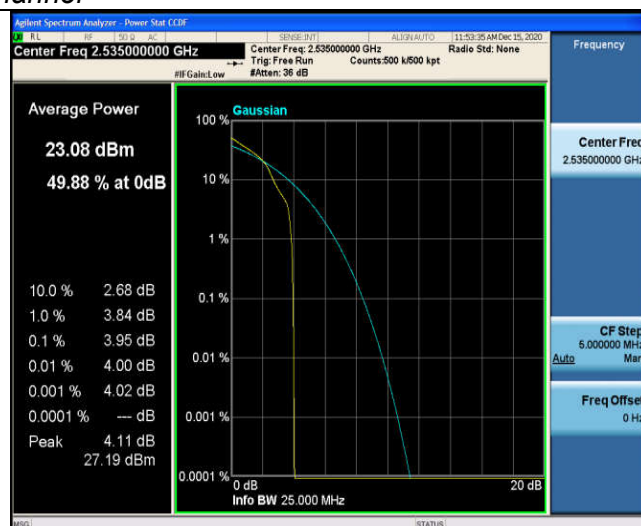 Agilent Spectrum Analyzer - Power Stat CCDF
RL RF 50 Ω AC SENSE:INT ALIGN AUTO 11:53:35 AM Dec 15, 2020
Center Freq 2.535000000 GHz
Center Freq: 2.535000000 GHz Radio Std: None
Trig: Free Run Counts:500 k/500 kpt
#IFGain:Low #Atten: 36 dB
Frequency
Average Power
23.08 dBm
49.88 % at 0dB
10.0 % 2.68 dB
1.0 % 3.84 dB
0.1 % 3.95 dB
0.01 % 4.00 dB
0.001 % 4.02 dB
0.0001 % --- dB
Peak 4.11 dB
27.19 dBm
Gaussian
100 %
10 %
1 %
0.1 %
0.01 %
0.001 %
0.0001 %
0 dB 20 dB
Info BW 25.000 MHz
Center Freq
2.535000000 GHz
CF Step
5.000000 MHz
Auto Man
Freq Offset
0 Hz
MSG STATUS